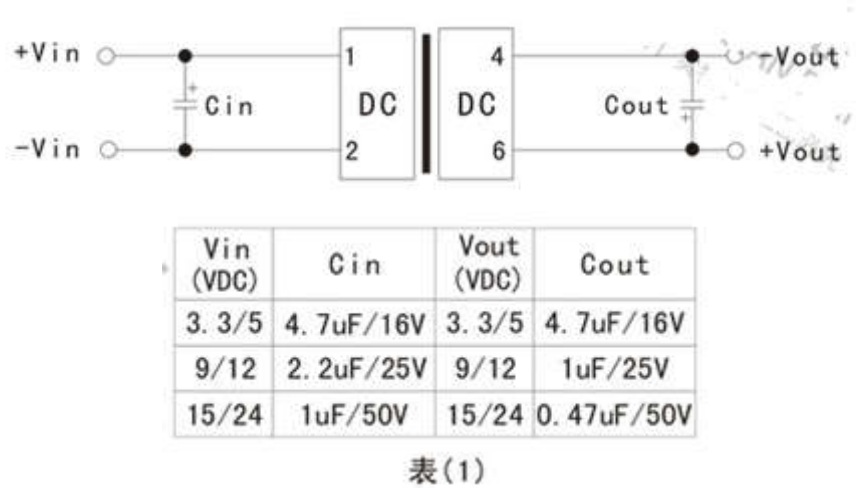 +Vin 1 4 -Vout
Cin DC DC Cout
-Vin 2 6 +Vout
Vin (VDC) Cin Vout (VDC) Cout
3.3/5 4.7uF/16V 3.3/5 4.7uF/16V
9/12 2.2uF/25V 9/12 1uF/25V
15/24 1uF/50V 15/24 0.47uF/50V
表(1)